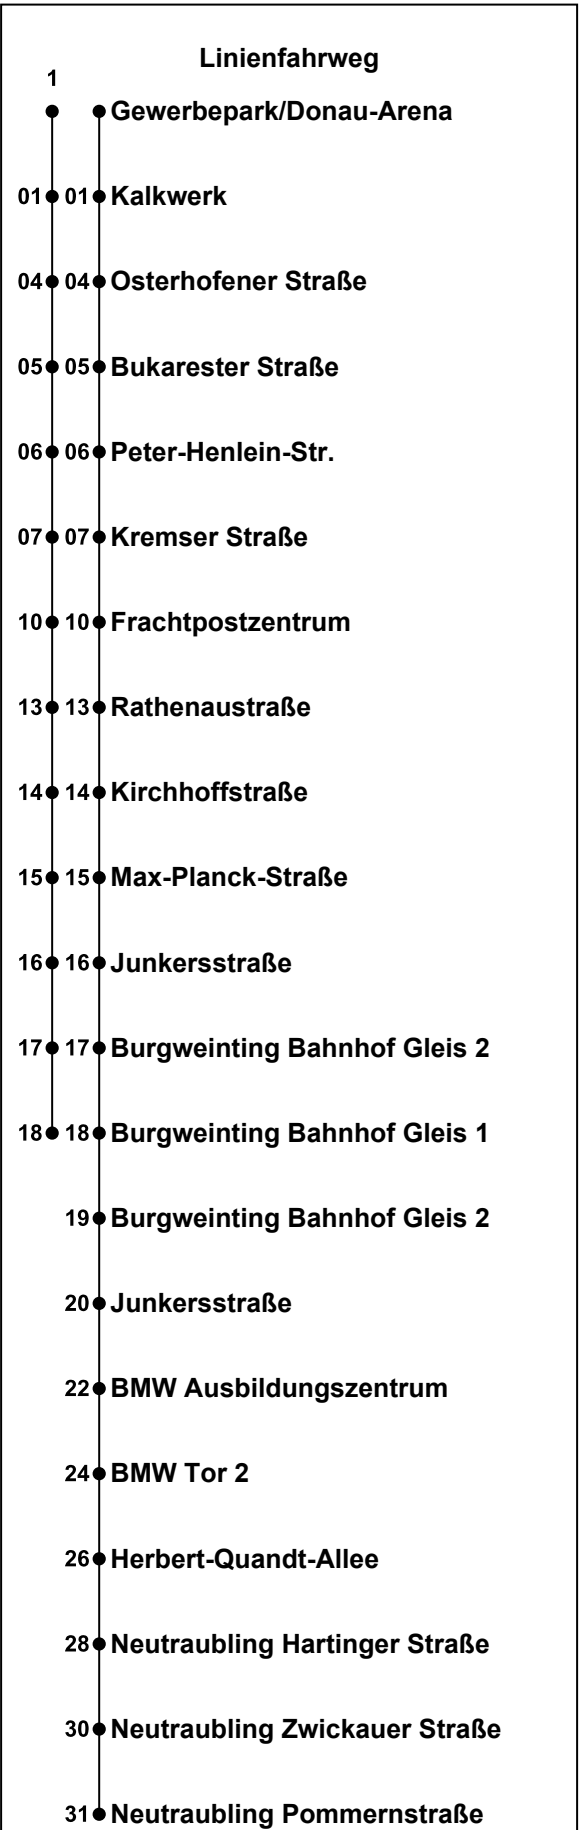 Linienfahrweg
1
Gewerbepark/Donau-Arena
01 01 Kalkwerk
04 04 Osterhofener Straße
05 05 Bukarester Straße
06 06 Peter-Henlein-Str.
07 07 Kremser Straße
10 10 Frachtpostzentrum
13 13 Rathenaustraße
14 14 Kirchhoffstraße
15 15 Max-Planck-Straße
16 16 Junkersstraße
17 17 Burgweinting Bahnhof Gleis 2
18 18 Burgweinting Bahnhof Gleis 1
19 Burgweinting Bahnhof Gleis 2
20 Junkersstraße
22 BMW Ausbildungszentrum
24 BMW Tor 2
26 Herbert-Quandt-Allee
28 Neutraubling Hartinger Straße
30 Neutraubling Zwickauer Straße
31 Neutraubling Pommernstraße